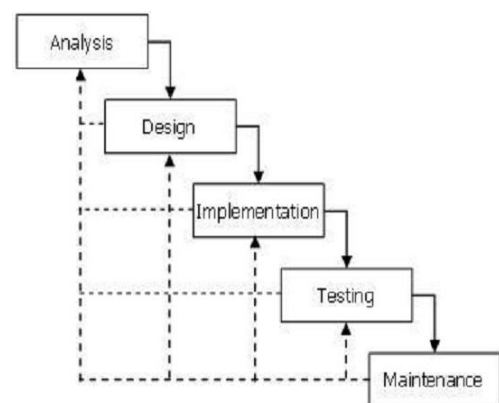 Analysis
Design
Implementation
Testing
Maintenance